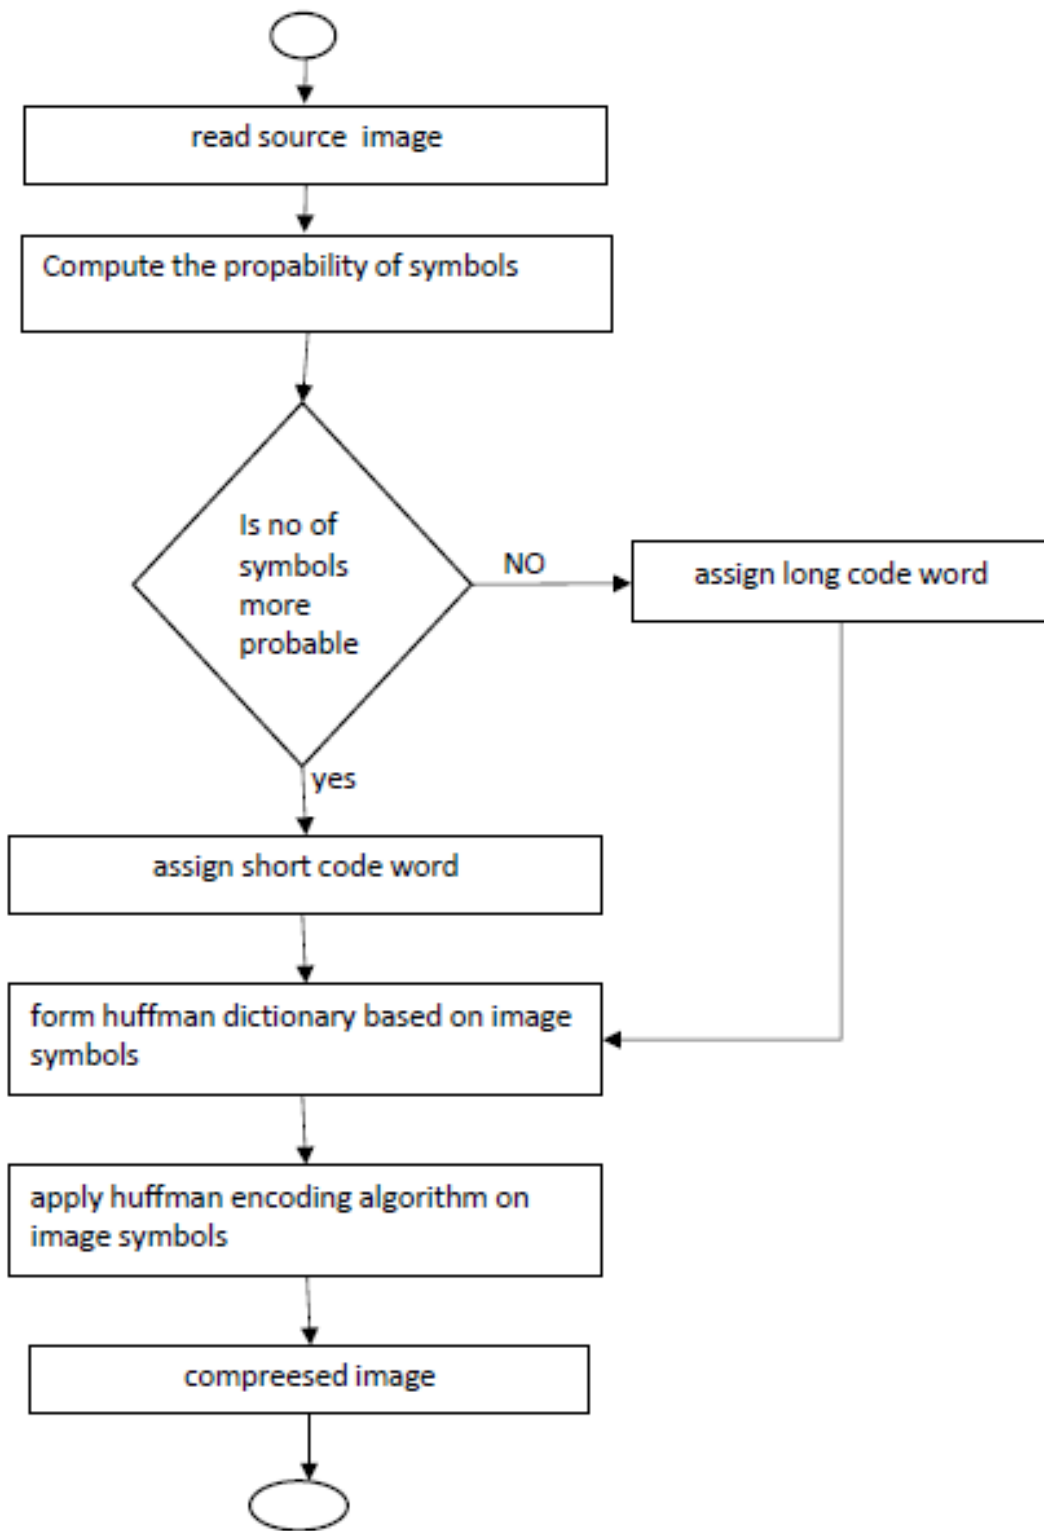 read source image
Compute the propability of symbols
Is no of
symbols
more
probable
NO
assign long code word
yes
assign short code word
form huffman dictionary based on image
symbols
apply huffman encoding algorithm on
image symbols
compreesed image